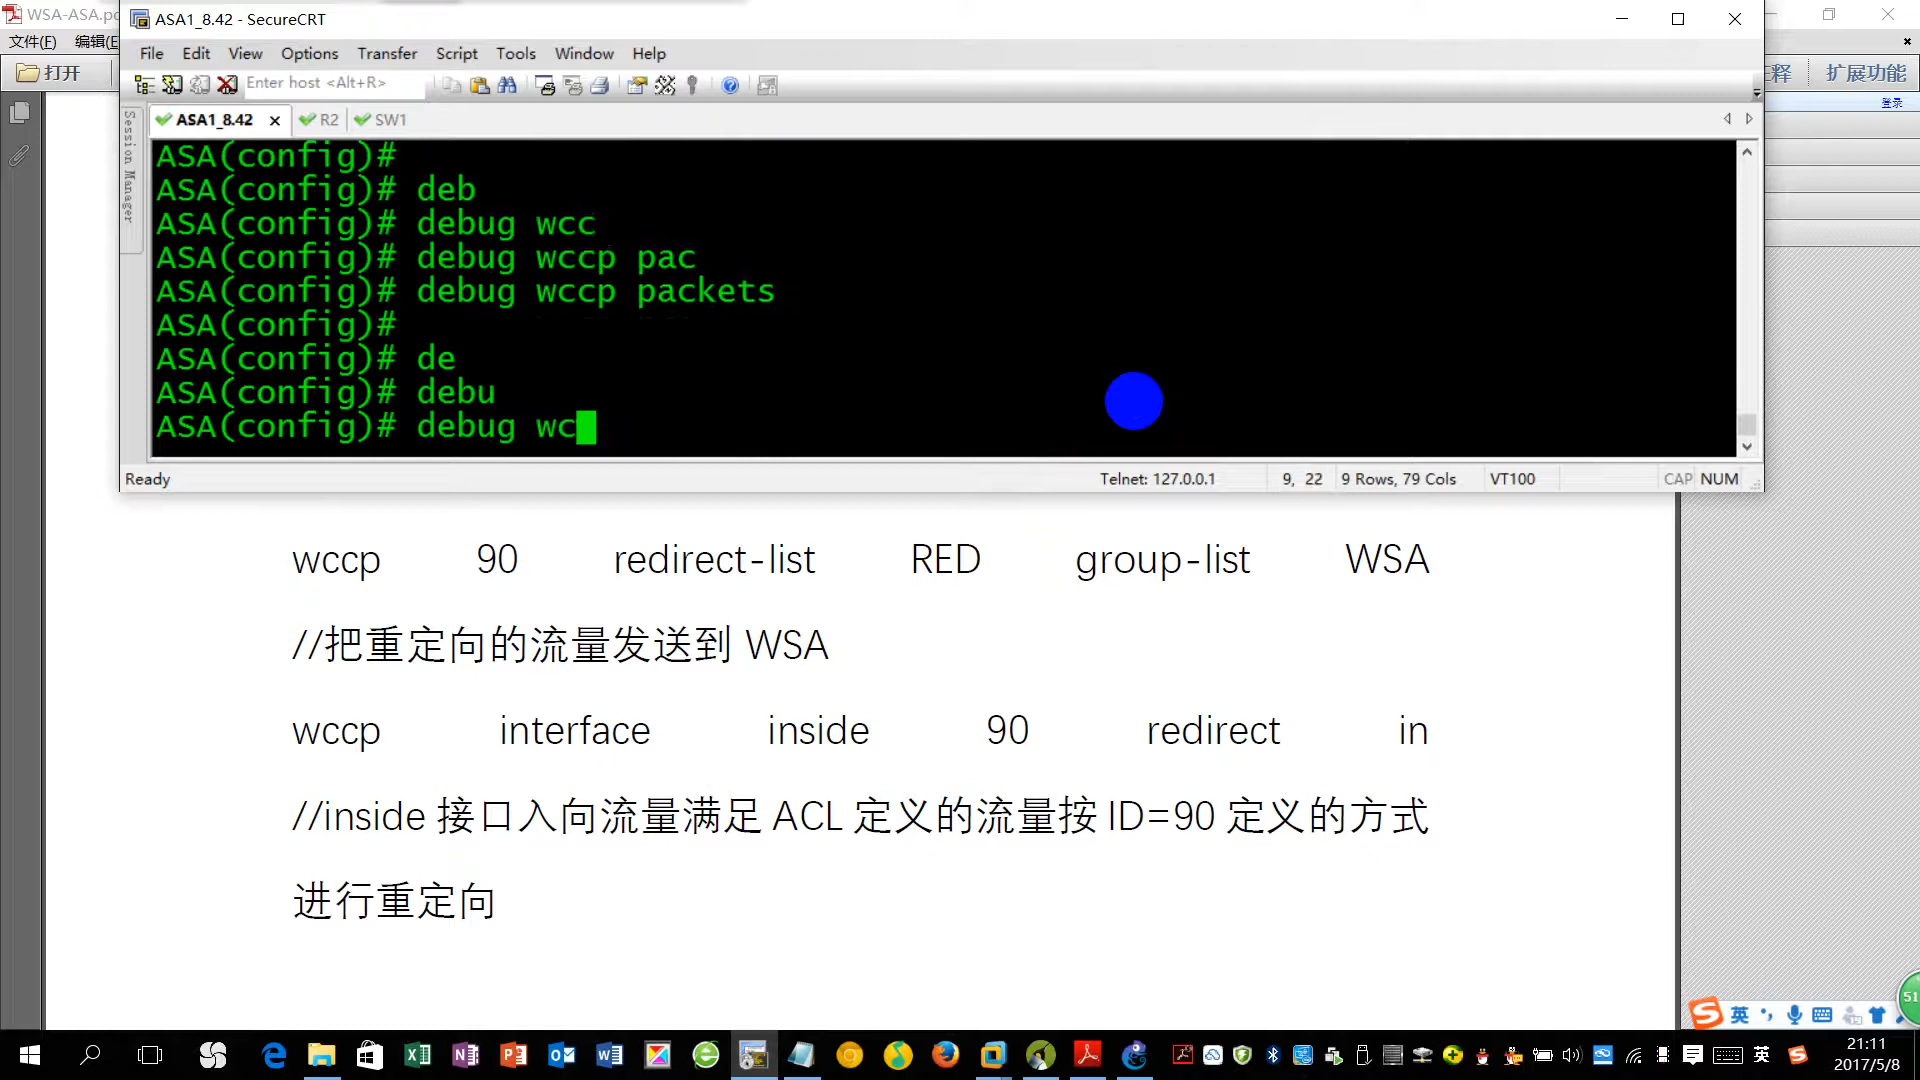 WSA-ASA.p
ASA1_8.42 - SecureCRT
文件(F) 编辑(E
File Edit View Options Transfer Script Tools Window Help
打开
Enter host <Alt+R>
释 扩展功能
登录
Session Manager
ASA1_8.42 R2 SW1
ASA(config)#
ASA(config)# deb
ASA(config)# debug wcc
ASA(config)# debug wccp pac
ASA(config)# debug wccp packets
ASA(config)#
ASA(config)# de
ASA(config)# debu
ASA(config)# debug wc
Ready Telnet: 127.0.0.1 9, 22 9 Rows, 79 Cols VT100 CAP NUM
wccp 90 redirect-list RED group-list WSA
//把重定向的流量发送到 WSA
wccp interface inside 90 redirect in
//inside 接口入向流量满足 ACL 定义的流量按 ID=90 定义的方式
进行重定向
51
英
英
21:11
2017/5/8